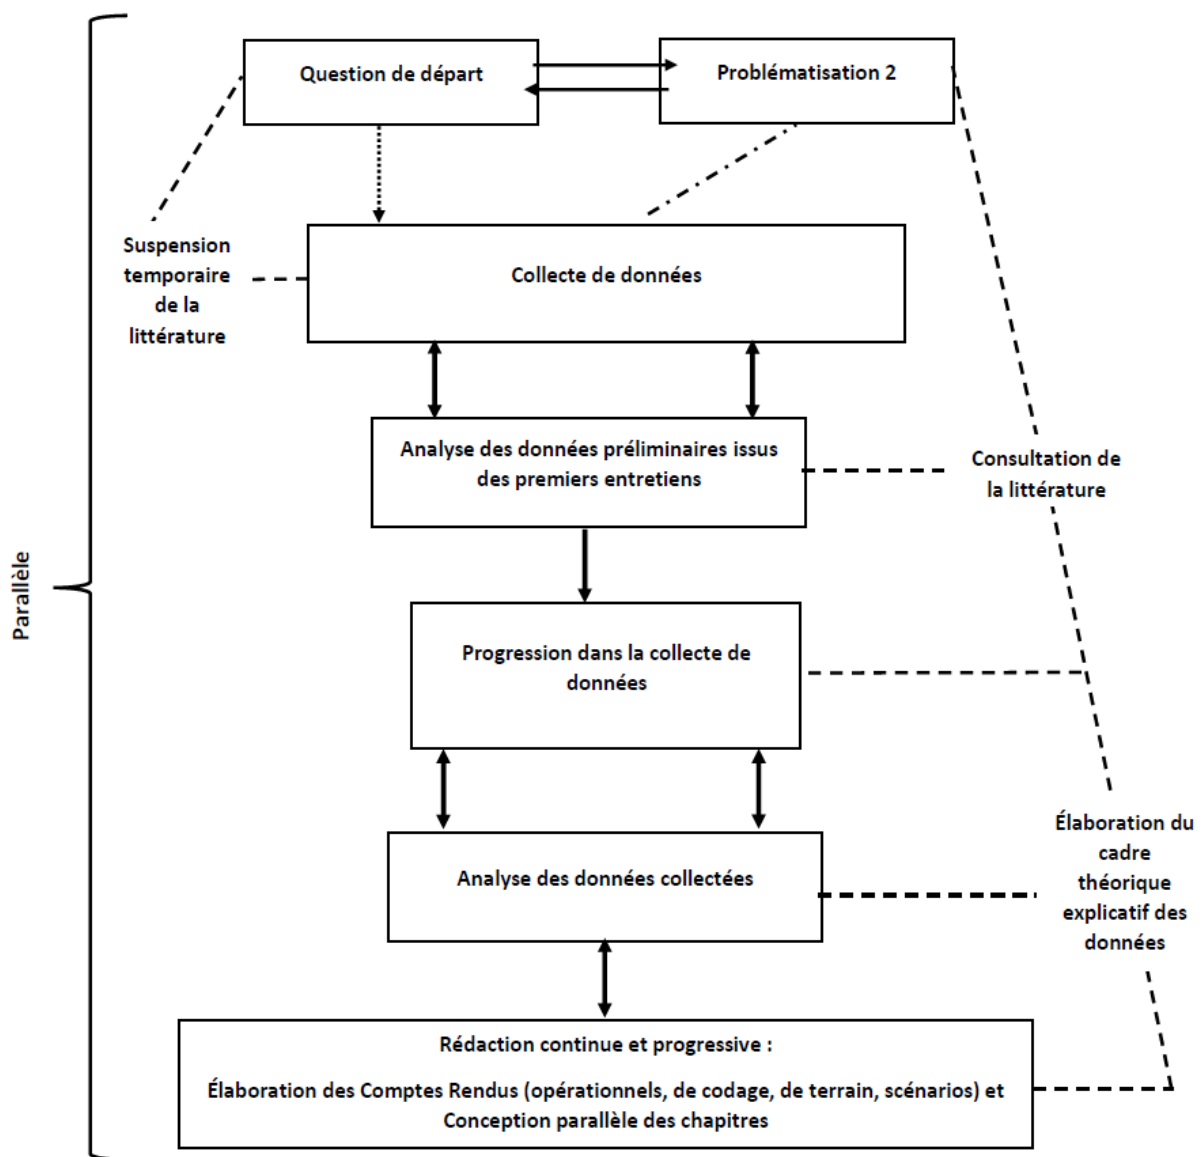 Question de départ
Problématisation 2
Suspension
temporaire
de la
littérature
Collecte de données
Analyse des données préliminaires issus
des premiers entretiens
Consultation de
la littérature
Parallèle
Progression dans la collecte de
données
Élaboration du
cadre
théorique
explicatif des
données
Analyse des données collectées
Rédaction continue et progressive :
Élaboration des Comptes Rendus (opérationnels, de codage, de terrain, scénarios) et
Conception parallèle des chapitres